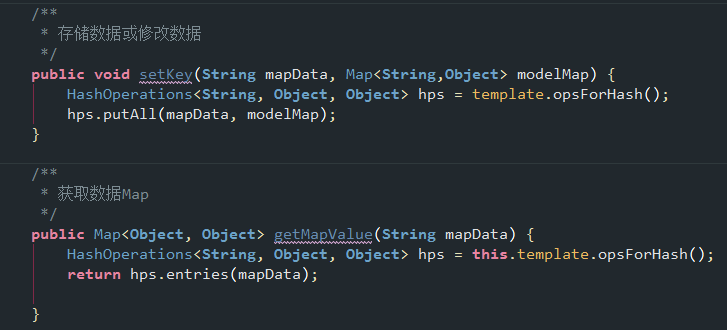 /**
 * 存储数据或修改数据
 */
public void setKey(String mapData, Map<String,Object> modelMap) {
    HashOperations<String, Object, Object> hps = template.opsForHash();
    hps.putAll(mapData, modelMap);
}
/**
 * 获取数据Map
 */
public Map<Object, Object> getMapValue(String mapData) {
    HashOperations<String, Object, Object> hps = this.template.opsForHash();
    return hps.entries(mapData);
}